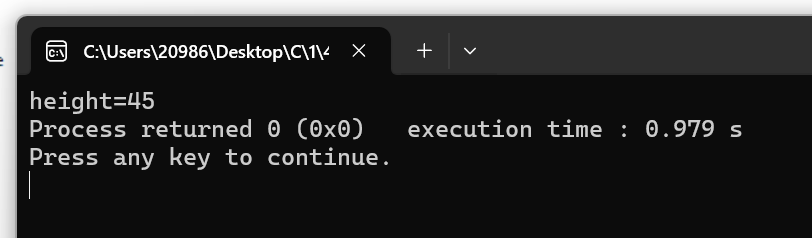 C:\Users\20986\Desktop\C\1\4
height=45
Process returned 0 (0x0)   execution time : 0.979 s
Press any key to continue.